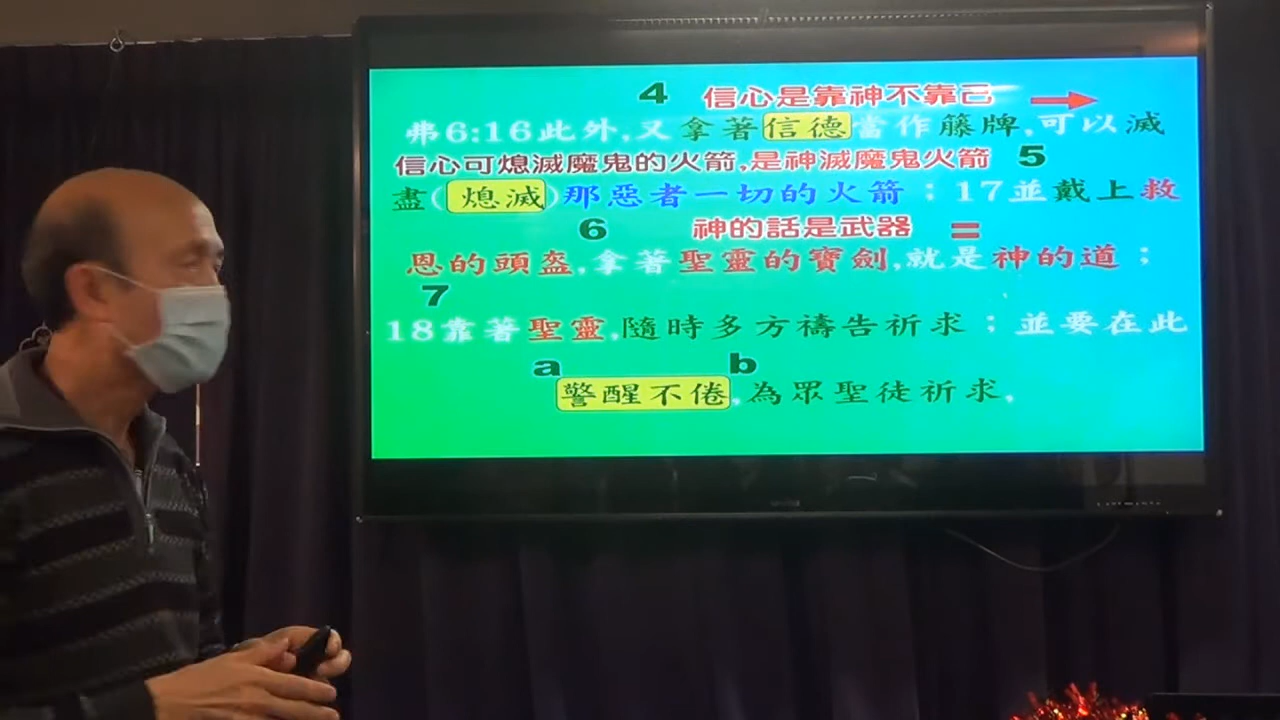 4 信心是靠神不靠己
弗6:16此外,又拿著信德當作籐牌,可以滅
信心可熄滅魔鬼的火箭,是神滅魔鬼火箭 5
盡(熄滅)那惡者一切的火箭；17並戴上救
6 神的話是武器 =
恩的頭盔,拿著聖靈的寶劍,就是神的道；
7
18靠著聖靈,隨時多方禱告祈求；並要在此
a b
警醒不倦,為眾聖徒祈求,